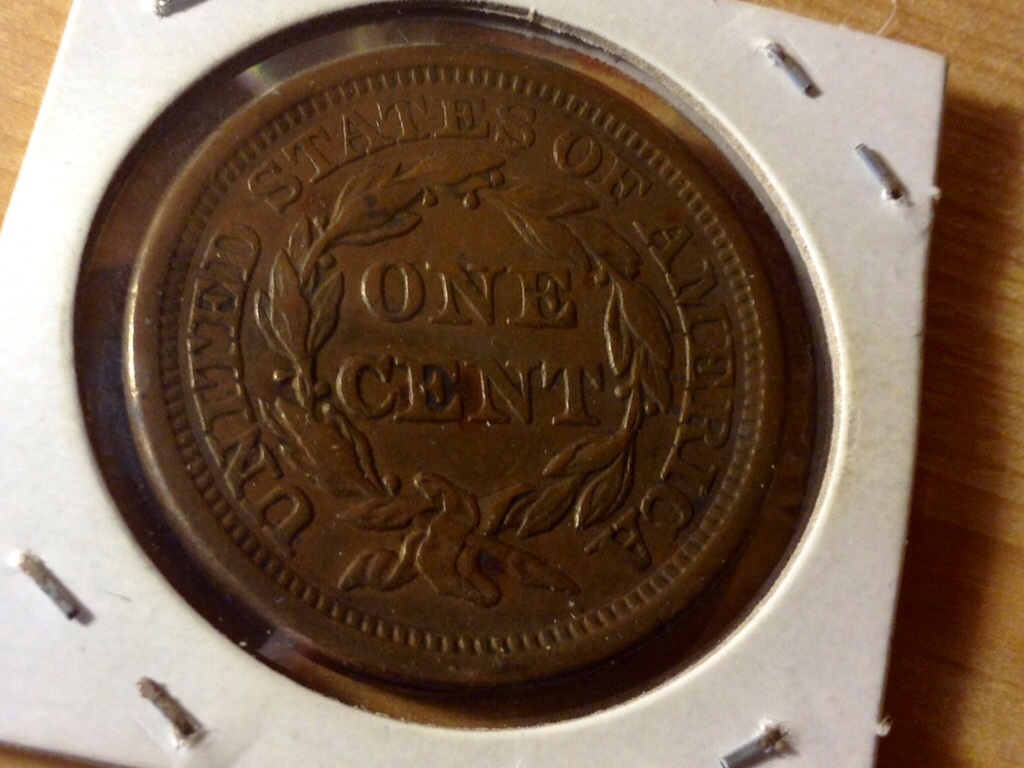 UNITED STATES OF AMERICA
ONE
CENT